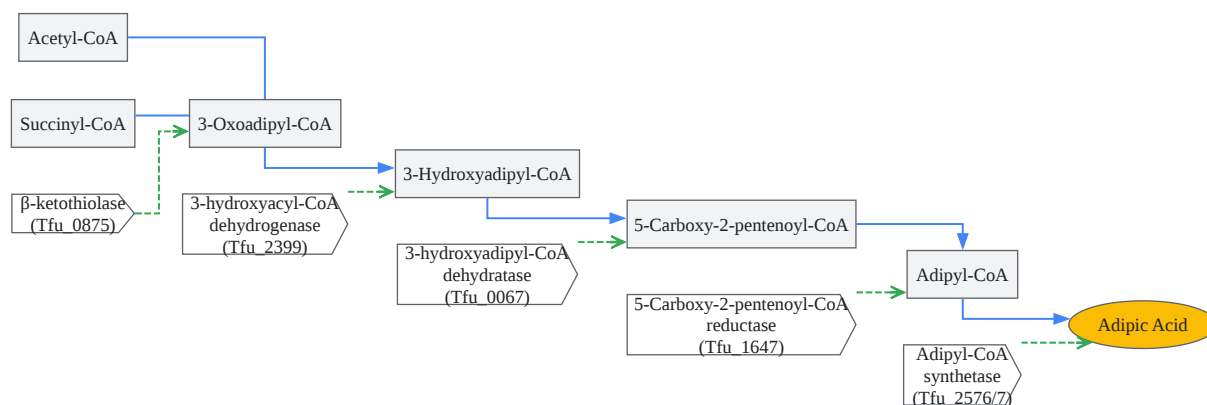 Acetyl-CoA
Succinyl-CoA
3-Oxoadipyl-CoA
β-ketothiolase
(Tfu_0875)
3-hydroxyacyl-CoA
dehydrogenase
(Tfu_2399)
3-Hydroxyadipyl-CoA
3-hydroxyadipyl-CoA
dehydratase
(Tfu_0067)
5-Carboxy-2-pentenoyl-CoA
5-Carboxy-2-pentenoyl-CoA
reductase
(Tfu_1647)
Adipyl-CoA
Adipyl-CoA
synthetase
(Tfu_2576/7)
Adipic Acid